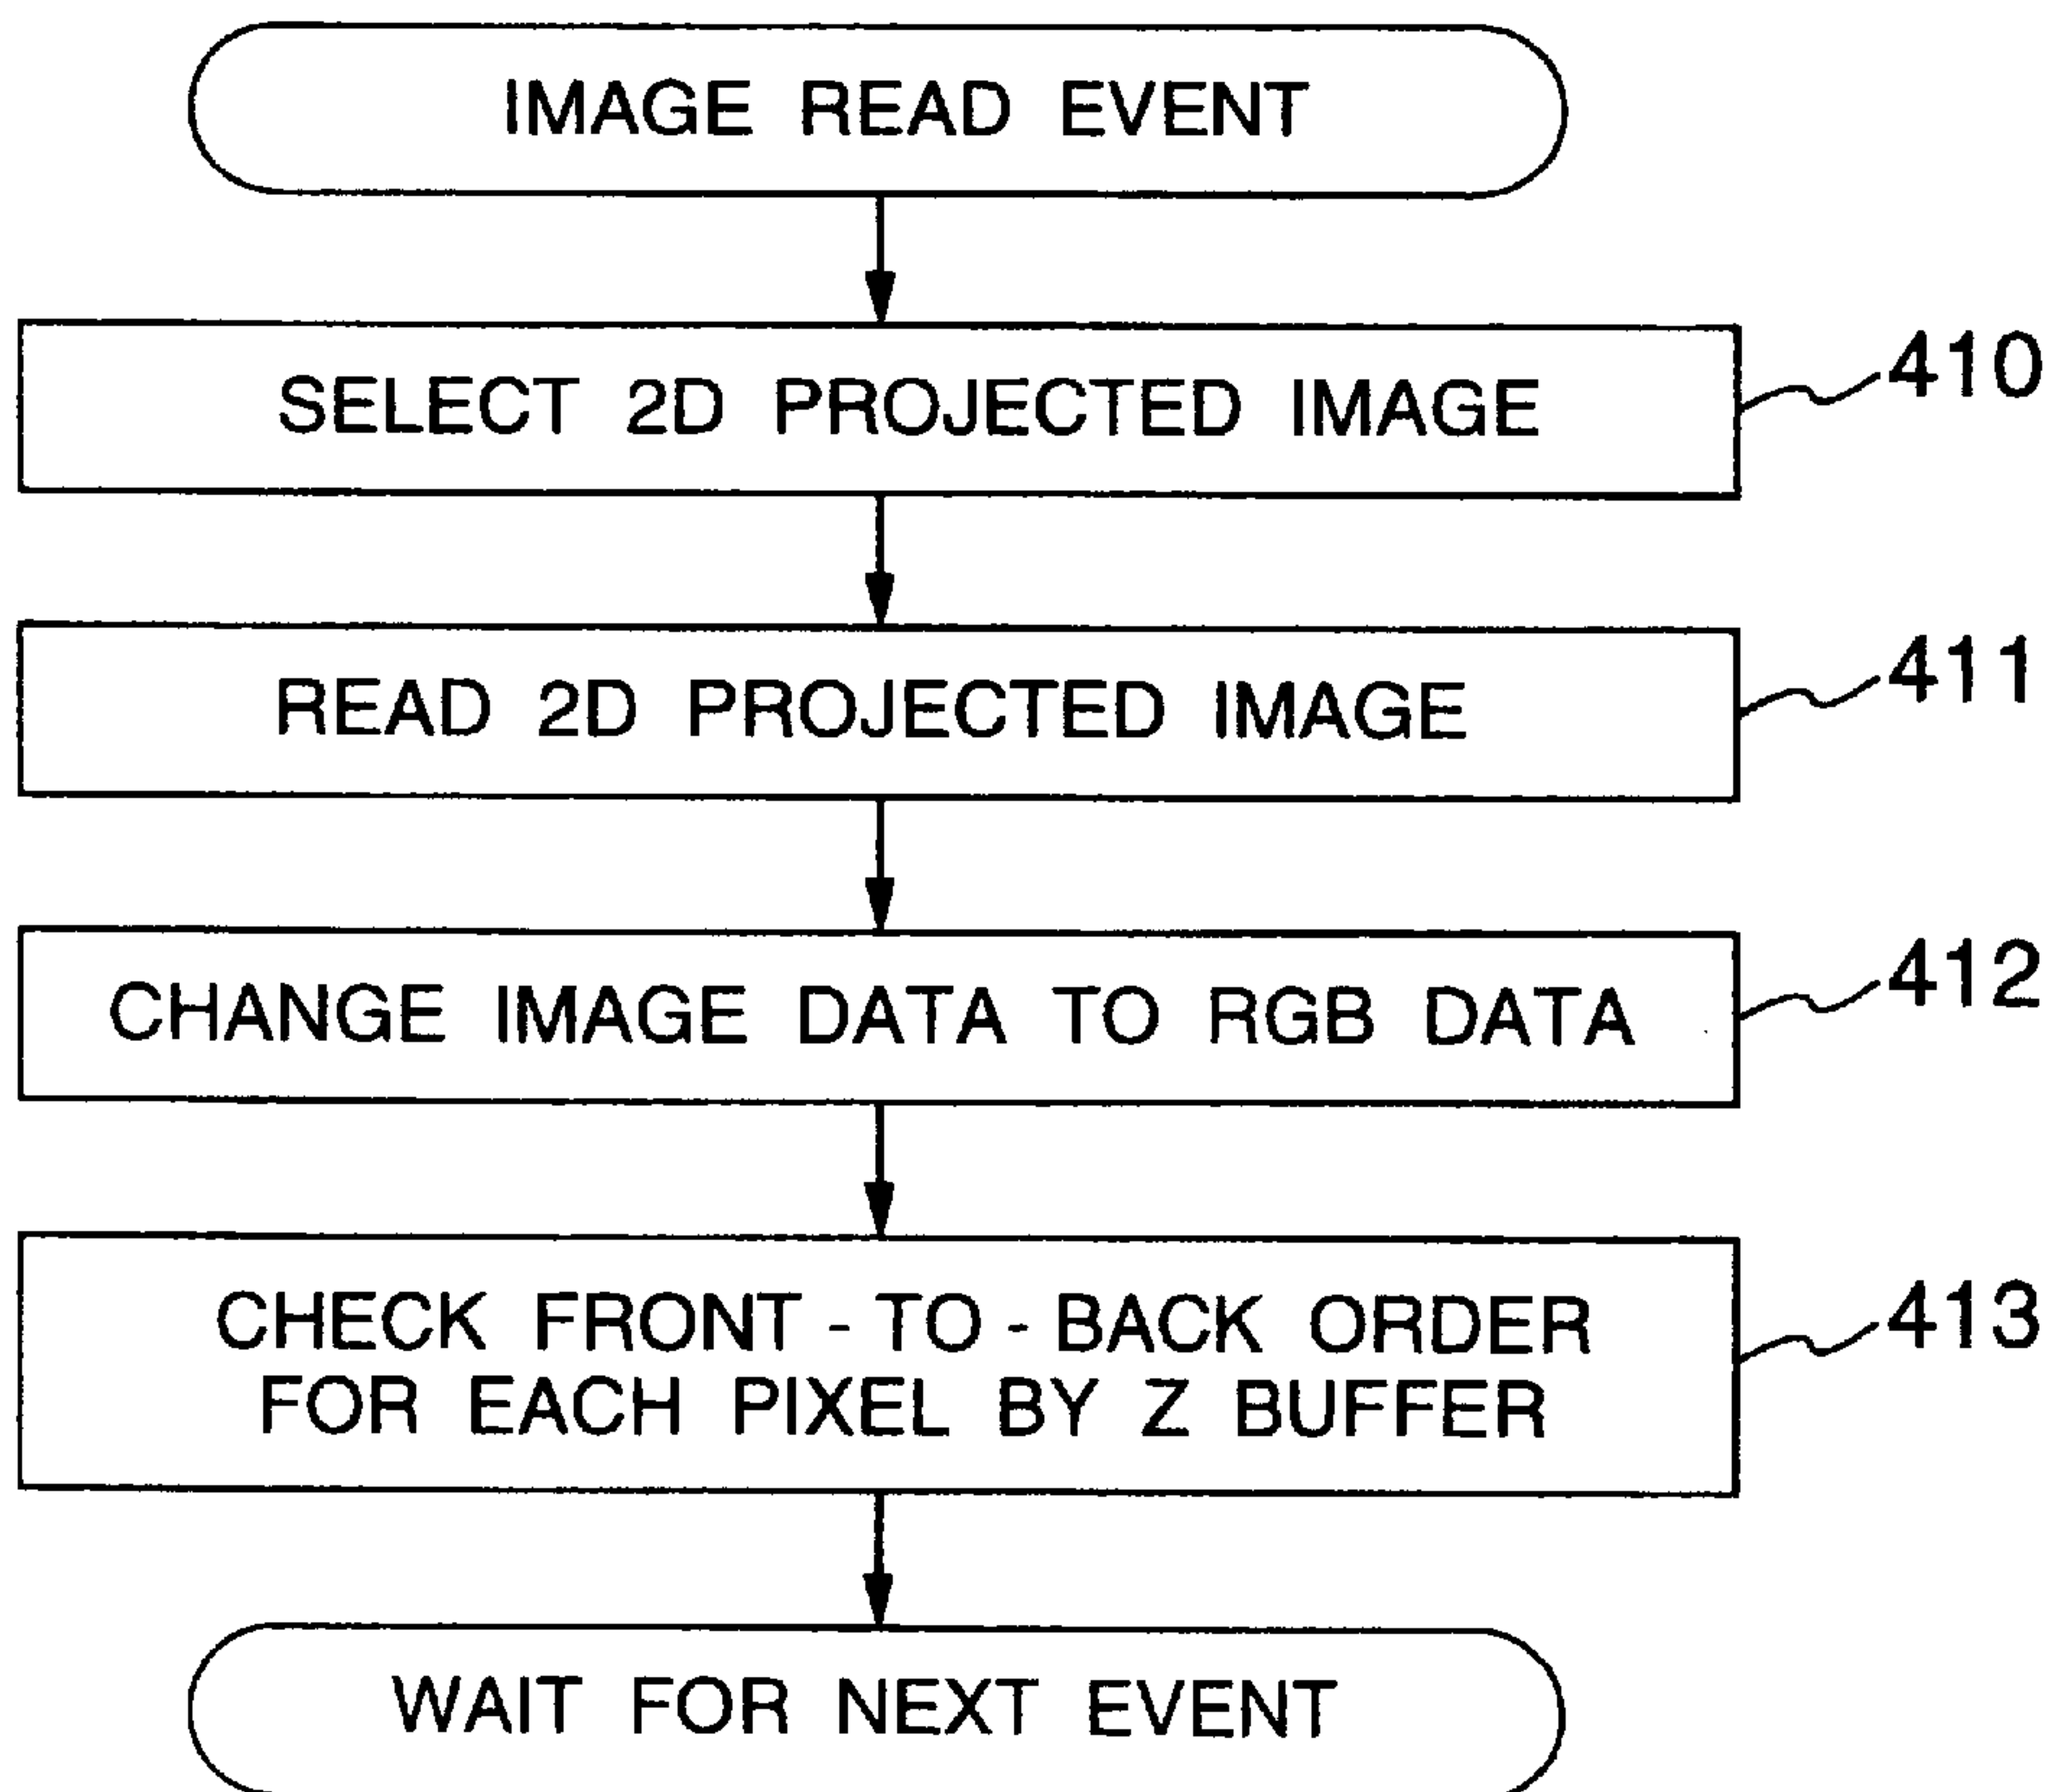 IMAGE READ EVENT
SELECT 2D PROJECTED IMAGE
410
READ 2D PROJECTED IMAGE
411
CHANGE IMAGE DATA TO RGB DATA
412
CHECK FRONT - TO - BACK ORDER
FOR EACH PIXEL BY Z BUFFER
413
WAIT FOR NEXT EVENT